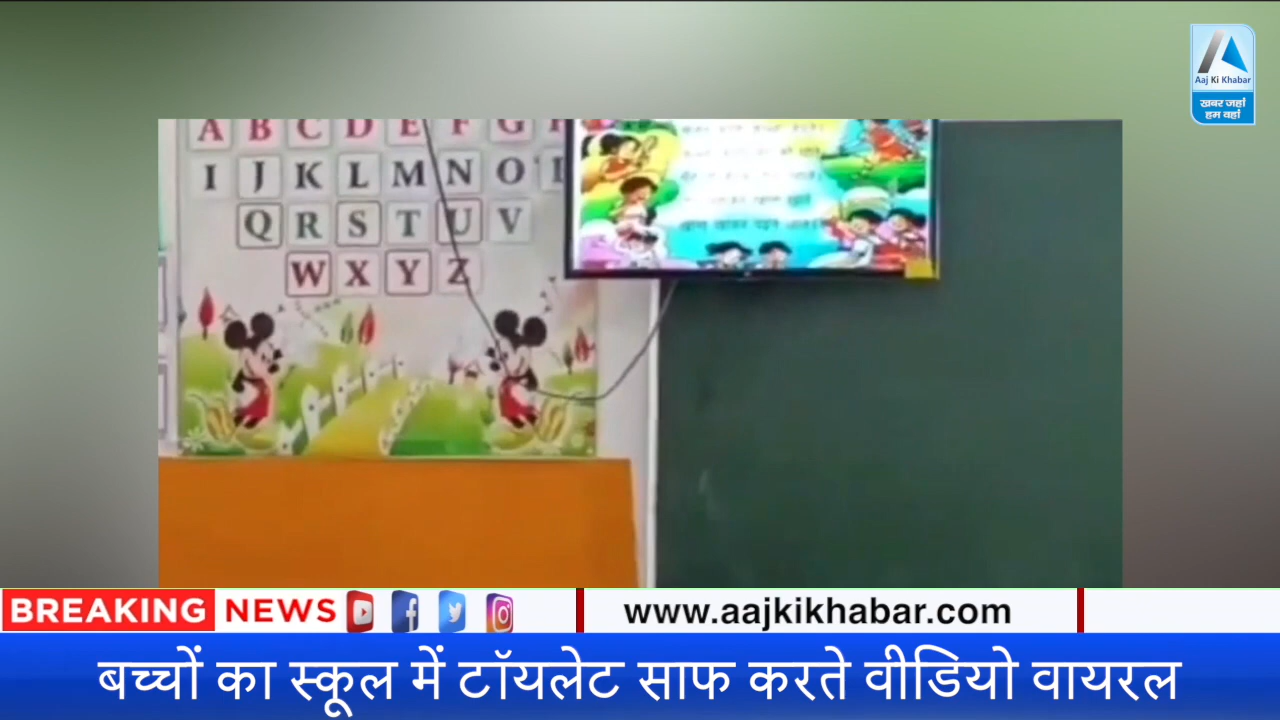 Aaj Ki Khabar
खबर जहां
हम वहां
A B C D E F G
I J K L M N O
Q R S T U V
W X Y Z
BREAKING NEWS
www.aajkikhabar.com
बच्चों का स्कूल में टॉयलेट साफ करते वीडियो वायरल